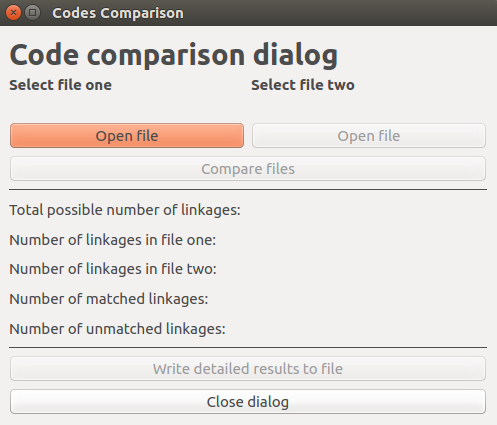 Codes Comparison
Code comparison dialog
Select file one Select file two
Open file Open file
Compare files
Total possible number of linkages:
Number of linkages in file one:
Number of linkages in file two:
Number of matched linkages:
Number of unmatched linkages:
Write detailed results to file
Close dialog